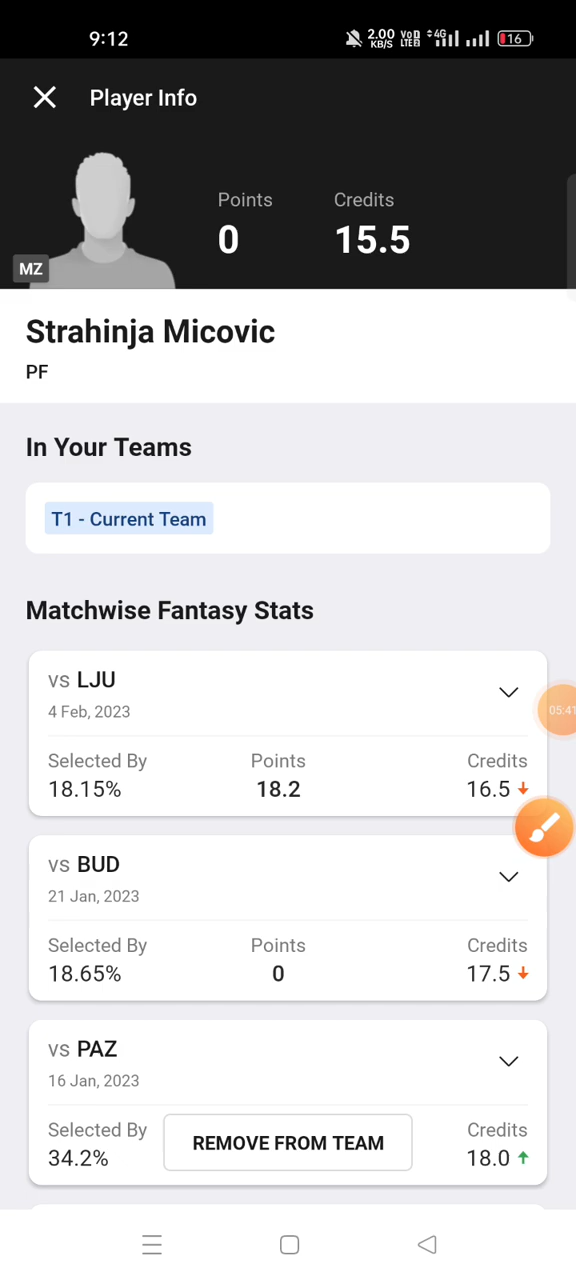 9:12
2.00 KB/S
4G
16
Player Info
Points
Credits
0
15.5
MZ
Strahinja Micovic
PF
In Your Teams
T1 - Current Team
Matchwise Fantasy Stats
vs LJU
4 Feb, 2023
Selected By Points Credits
18.15% 18.2 16.5
05:41
vs BUD
21 Jan, 2023
Selected By Points Credits
18.65% 0 17.5
vs PAZ
16 Jan, 2023
Selected By Credits
34.2% 18.0
REMOVE FROM TEAM